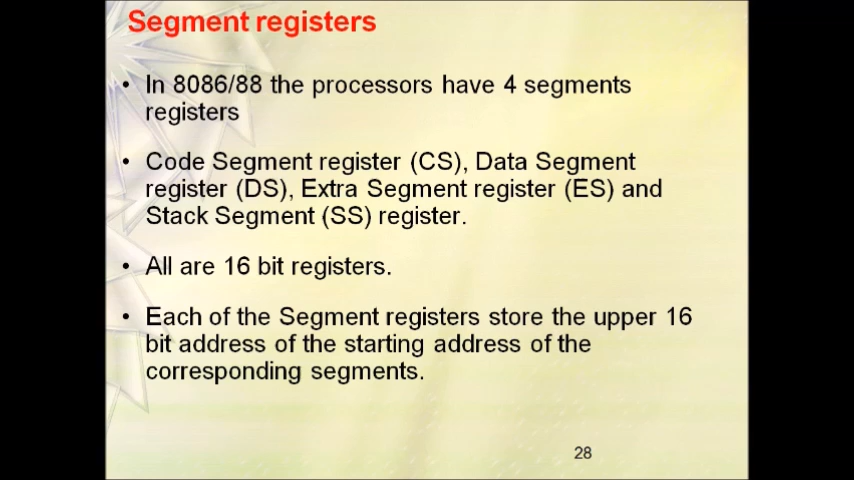 Segment registers
• In 8086/88 the processors have 4 segments
registers
• Code Segment register (CS), Data Segment
register (DS), Extra Segment register (ES) and
Stack Segment (SS) register.
• All are 16 bit registers.
• Each of the Segment registers store the upper 16
bit address of the starting address of the
corresponding segments.
28